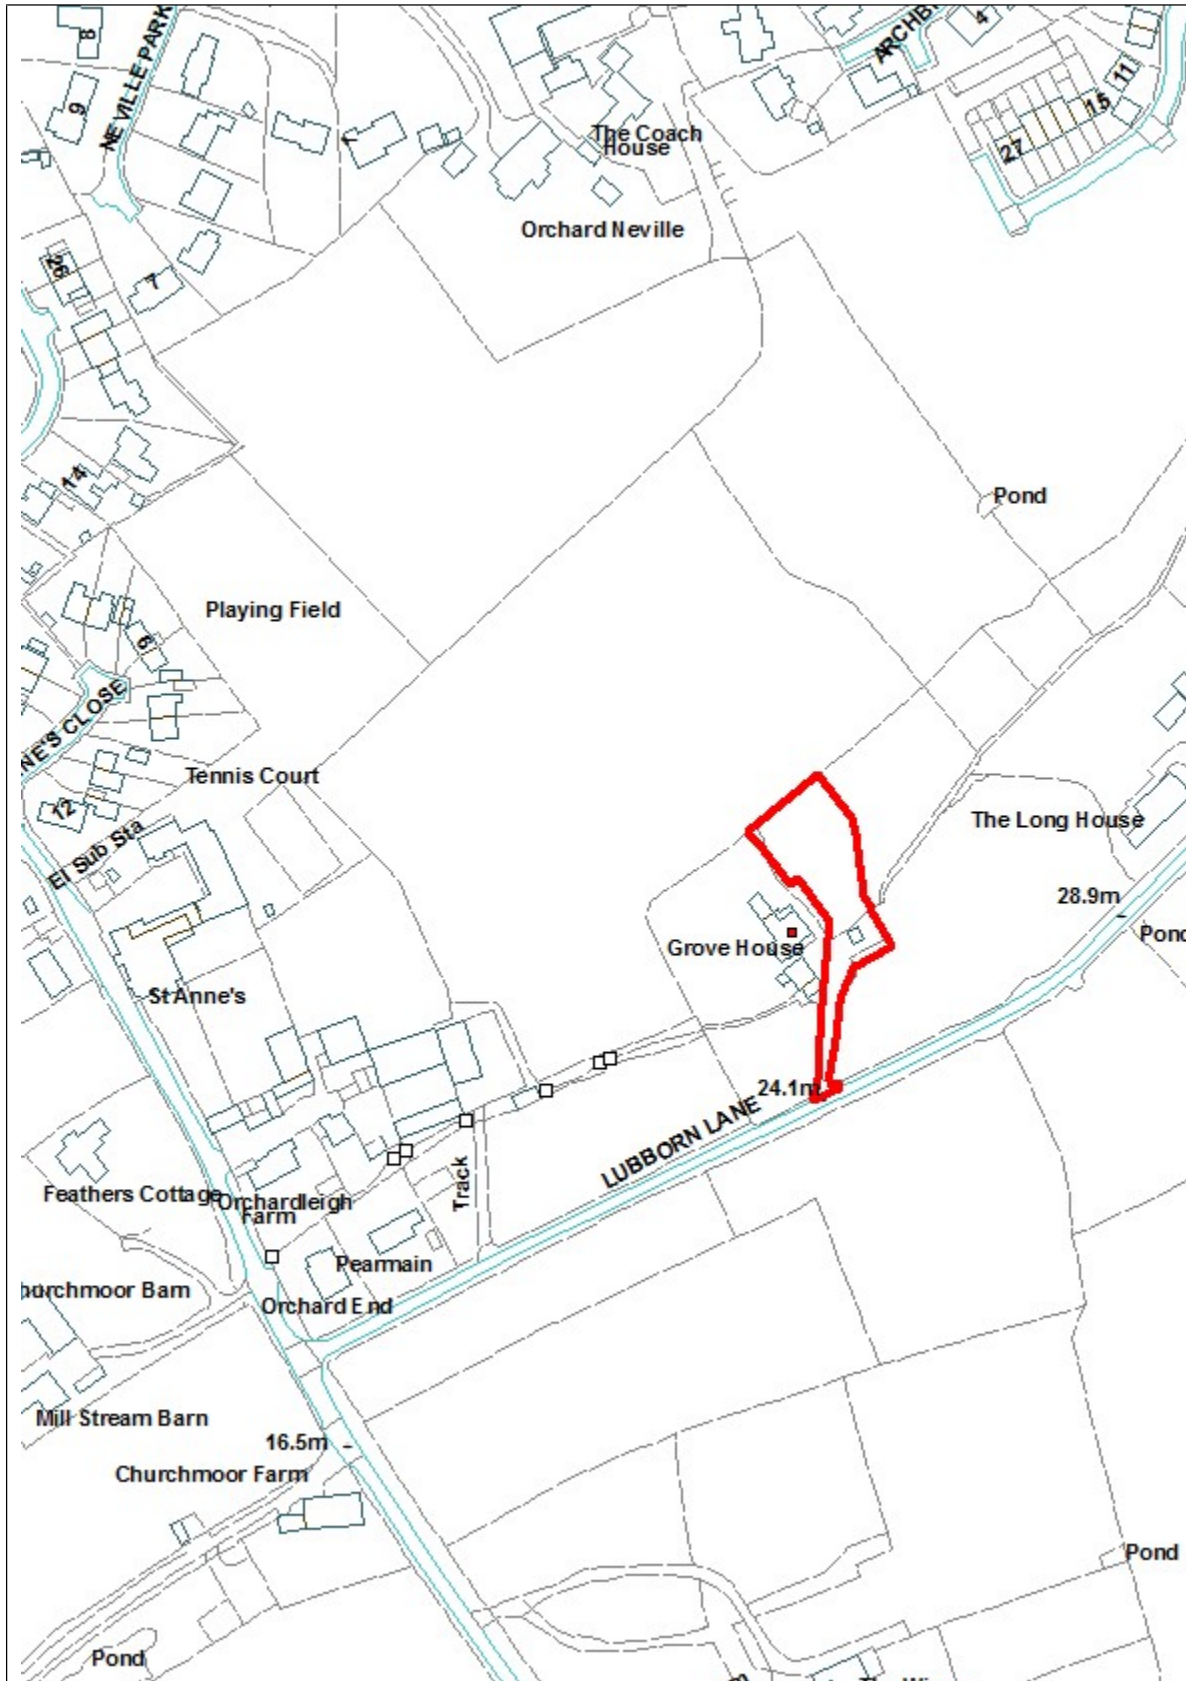 8
9
NEVILLE PARK
1
The Coach
House
ARCHB
4
11
15
27
Orchard Neville
26
7
14
Pond
Playing Field
6
NE'S CLOSE
Tennis Court
12
El Sub Sta
The Long House
28.9m
Pond
Grove House
St Anne's
24.1m
LUBBORN LANE
Track
Feathers Cottage
Orchardleigh
Farm
Pearmain
hurchmoor Barn
Orchard End
Mill Stream Barn
16.5m
Churchmoor Farm
Pond
Pond